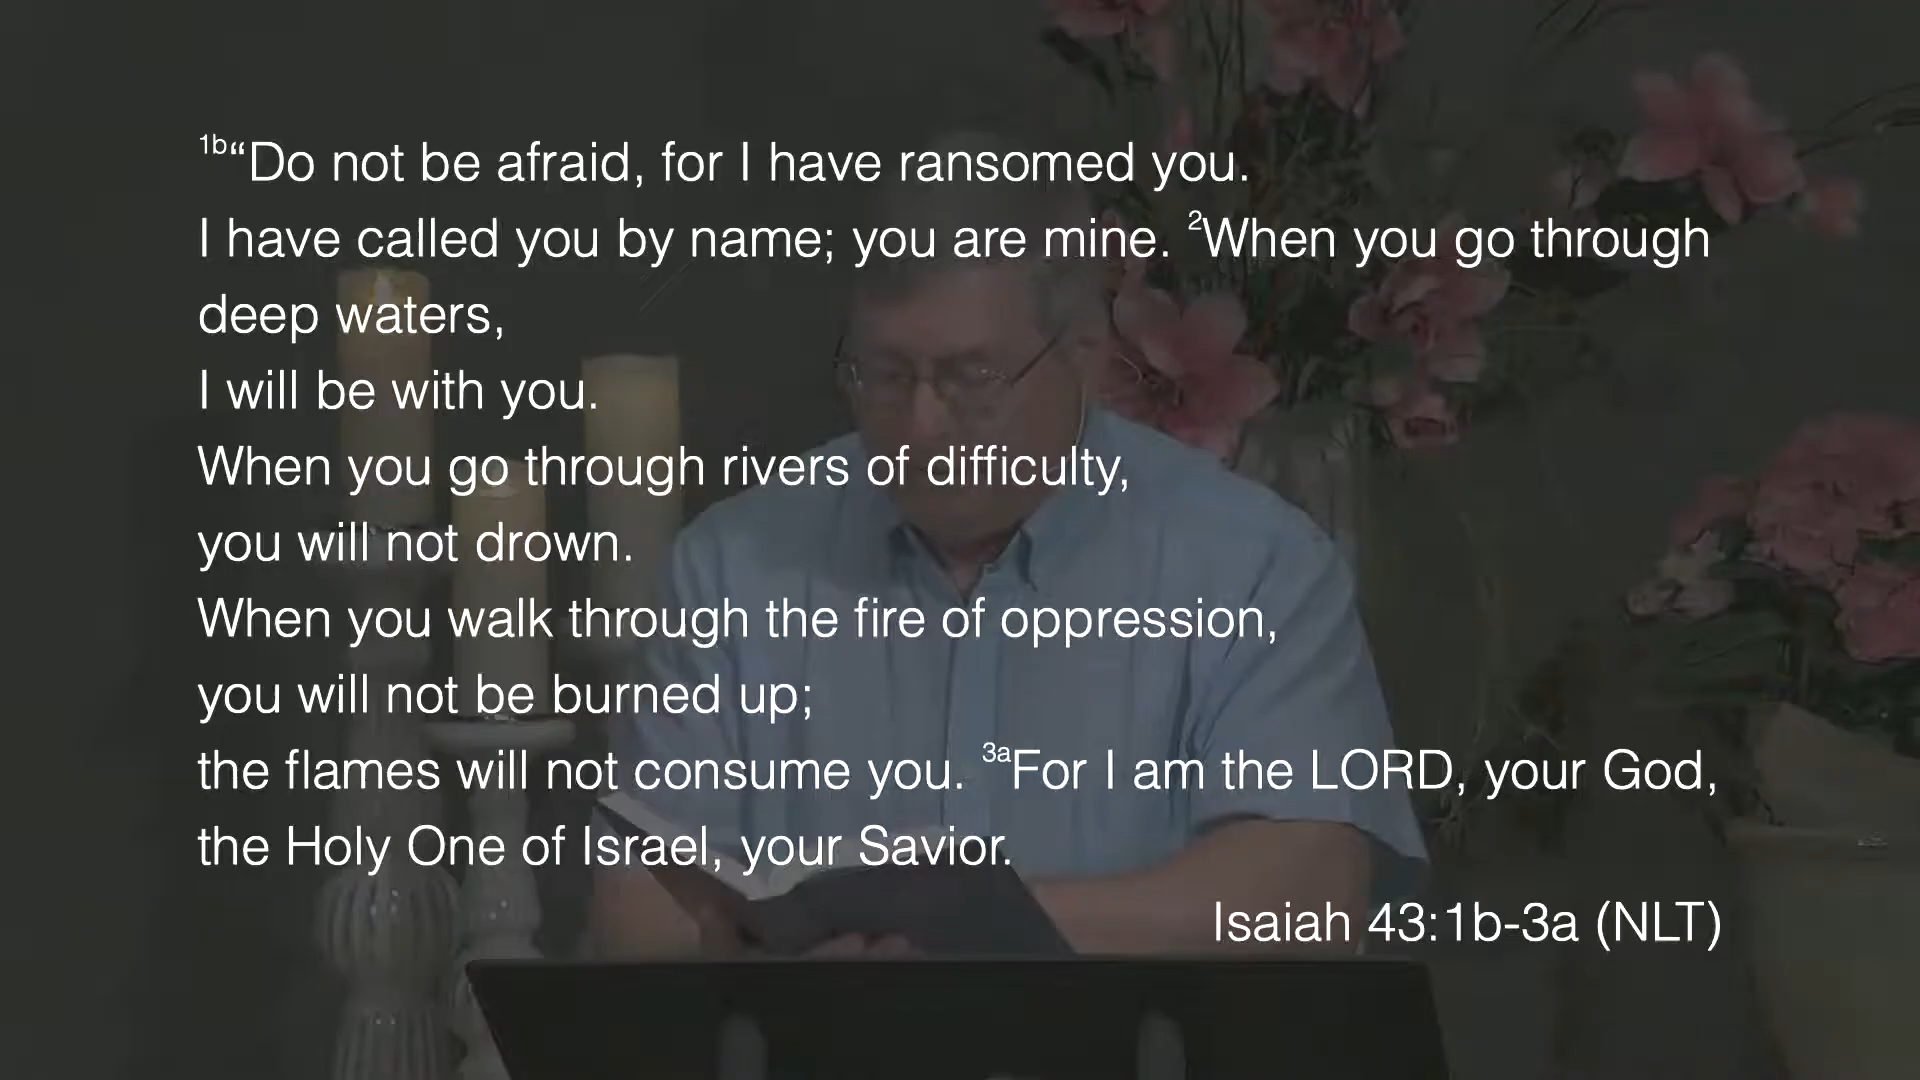 1b“Do not be afraid, for I have ransomed you.
I have called you by name; you are mine. 2When you go through
deep waters,
I will be with you.
When you go through rivers of difficulty,
you will not drown.
When you walk through the fire of oppression,
you will not be burned up;
the flames will not consume you. 3aFor I am the LORD, your God,
the Holy One of Israel, your Savior.
Isaiah 43:1b-3a (NLT)